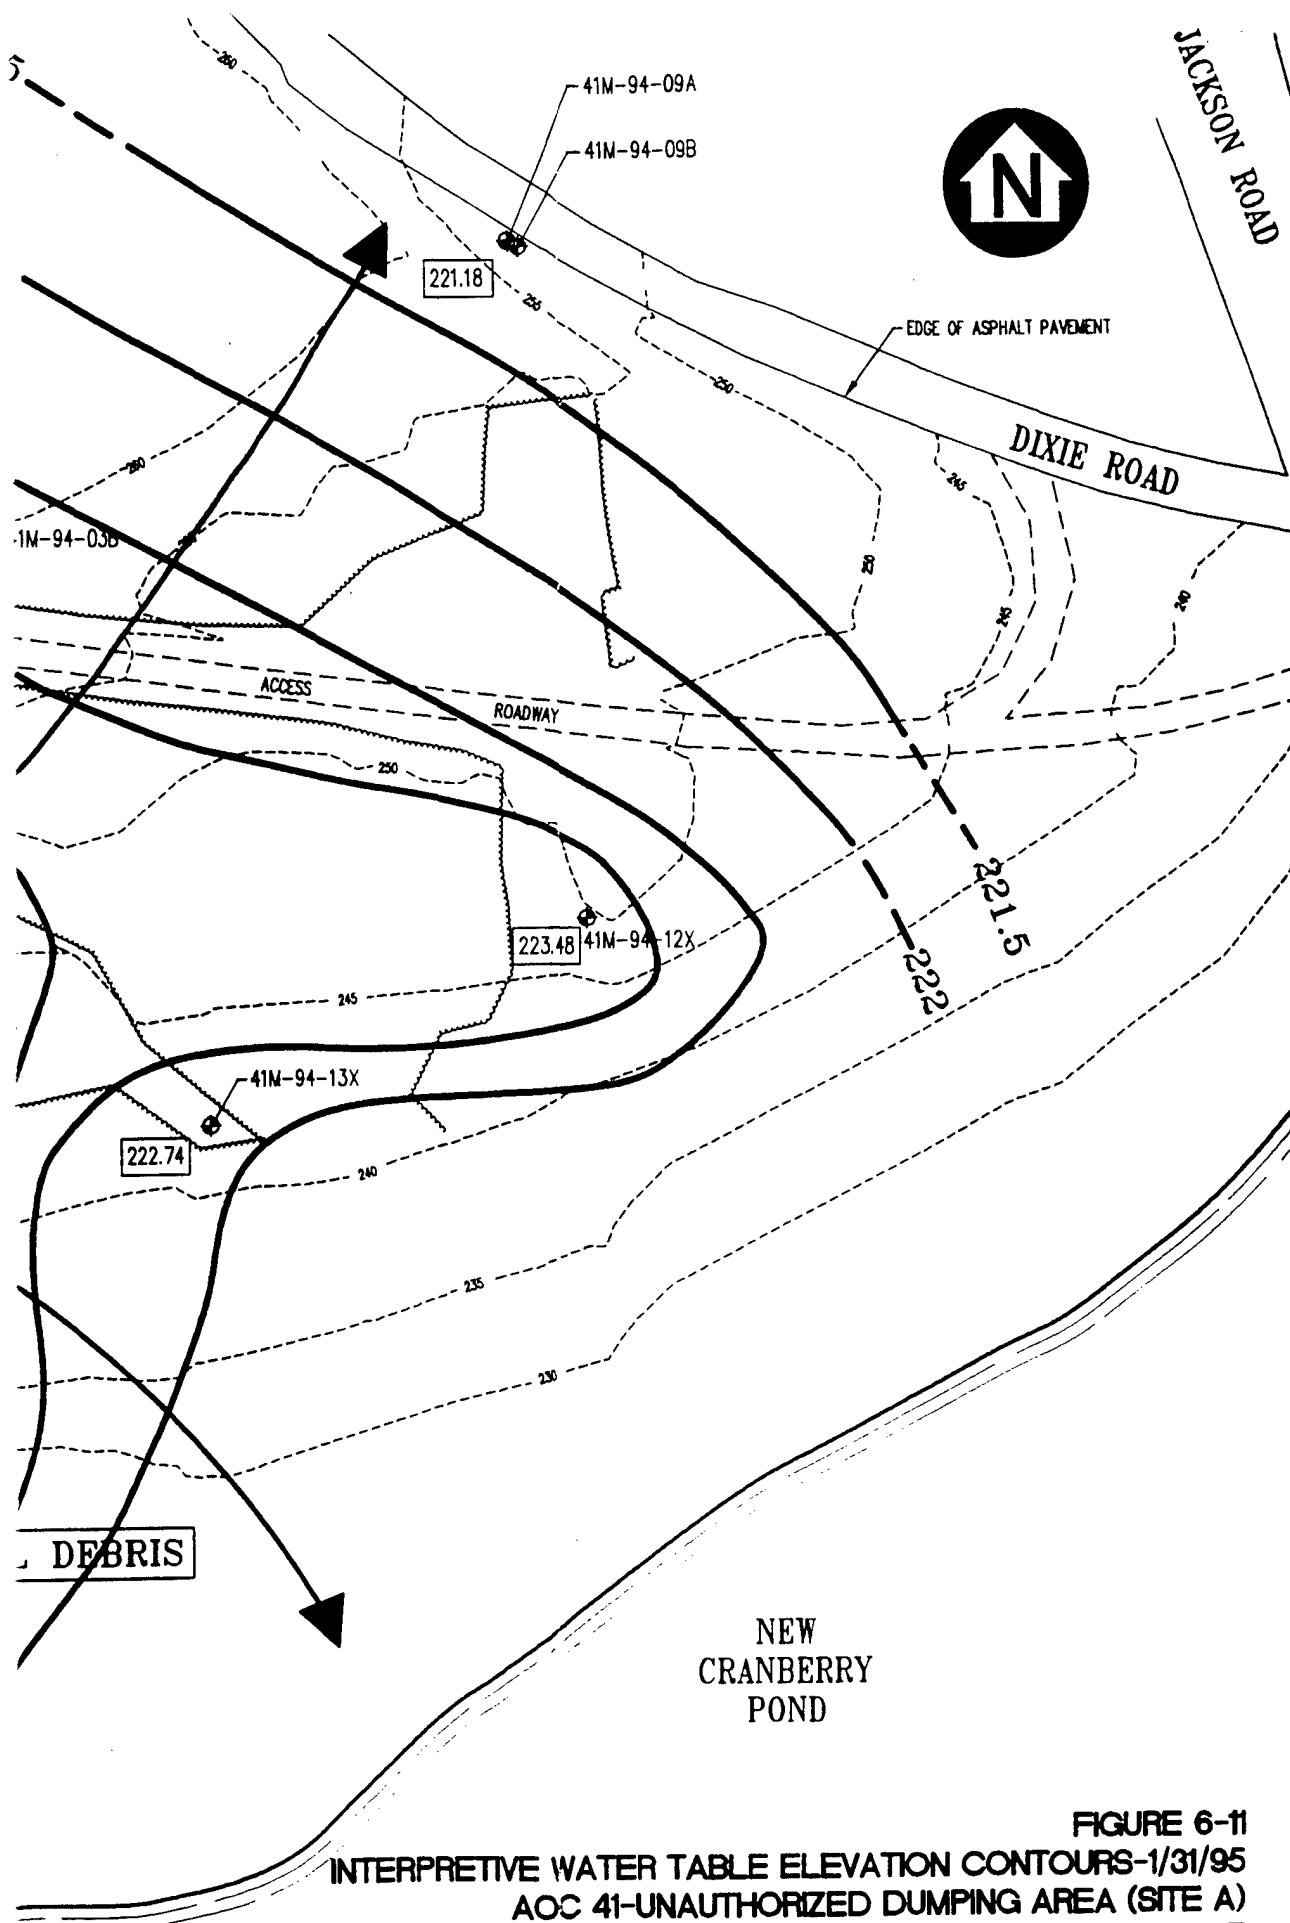 260
5
41M-94-09A
41M-94-09B
N
JACKSON ROAD
221.18
255
EDGE OF ASPHALT PAVEMENT
250
DIXIE ROAD
260
245
1M-94-03B
250
245
240
ACCESS ROADWAY
250
221.5
223.48
41M-94-12X
222
245
41M-94-13X
222.74
240
235
230
DEBRIS
NEW
CRANBERRY
POND
FIGURE 6-11
INTERPRETIVE WATER TABLE ELEVATION CONTOURS-1/31/95
AOC 41-UNAUTHORIZED DUMPING AREA (SITE A)